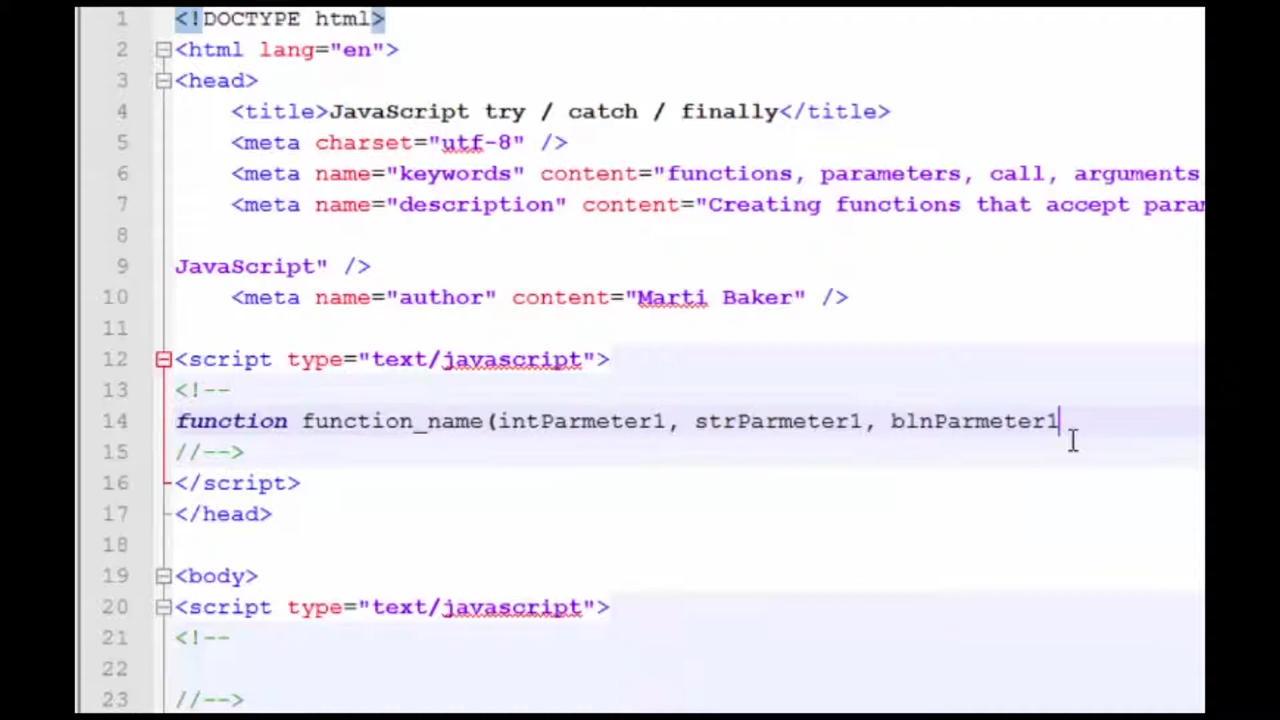 1 <!DOCTYPE html>
2 <html lang="en">
3 <head>
4 <title>JavaScript try / catch / finally</title>
5 <meta charset="utf-8" />
6 <meta name="keywords" content="functions, parameters, call, arguments
7 <meta name="description" content="Creating functions that accept
8
9 JavaScript" />
10 <meta name="author" content="Marti Baker" />
11
12 <script type="text/javascript">
13 <!--
14 function function_name(intParmeter1, strParmeter1, blnParmeter1
15 //-->
16 </script>
17 </head>
18
19 <body>
20 <script type="text/javascript">
21 <!--
22
23 //-->